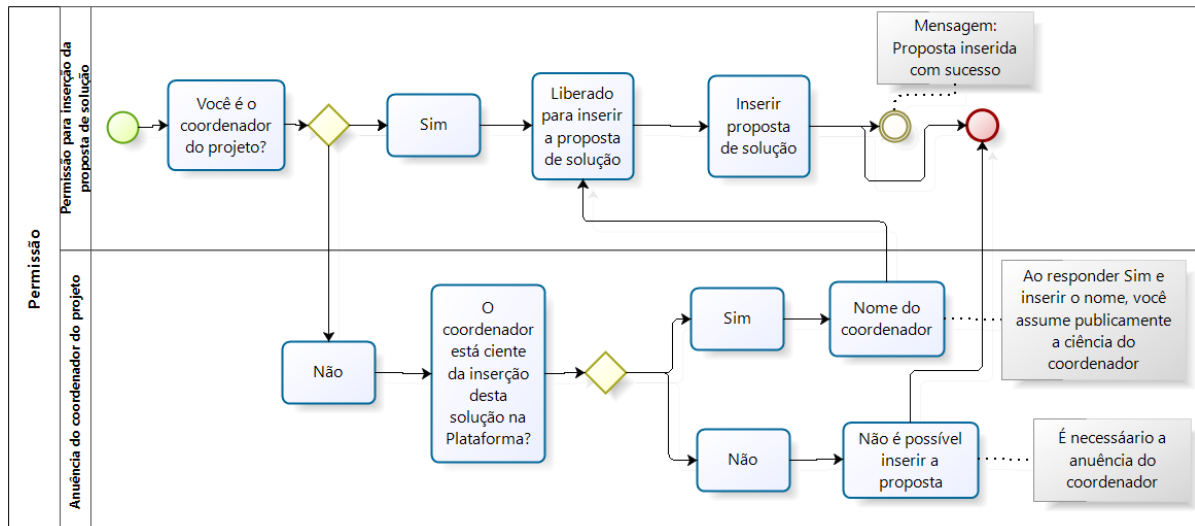 Permissão
Permissão para inserção da
proposta de solução
Você é o
coordenador
do projeto?
Sim
Liberado
para inserir
a proposta
de solução
Inserir
proposta
de solução
Mensagem:
Proposta inserida
com sucesso
Anuência do coordenador do projeto
Não
O
coordenador
está ciente
da inserção
desta
solução na
Plataforma?
Sim
Nome do
coordenador
Ao responder Sim e
inserir o nome, você
assume publicamente
a ciência do
coordenador
Não
Não é possível
inserir a
proposta
É necessáario a
anuência do
coordenador